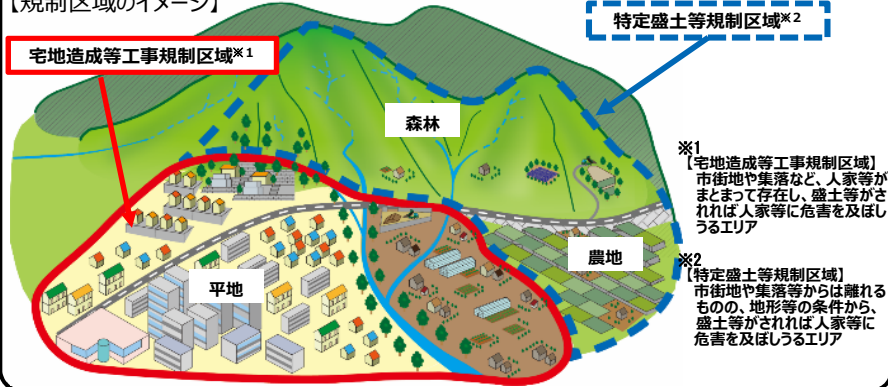 【規制区域のイメージ】
特定盛土等規制区域※2
宅地造成等工事規制区域※1
森林
※1
【宅地造成等工事規制区域】
市街地や集落など、人家等が
まとまって存在し、盛土等がさ
れれば人家等に危害を及ぼし
うるエリア
農地
平地
※2
【特定盛土等規制区域】
市街地や集落等からは離れる
ものの、地形等の条件から、
盛土等がされれば人家等に
危害を及ぼしうるエリア